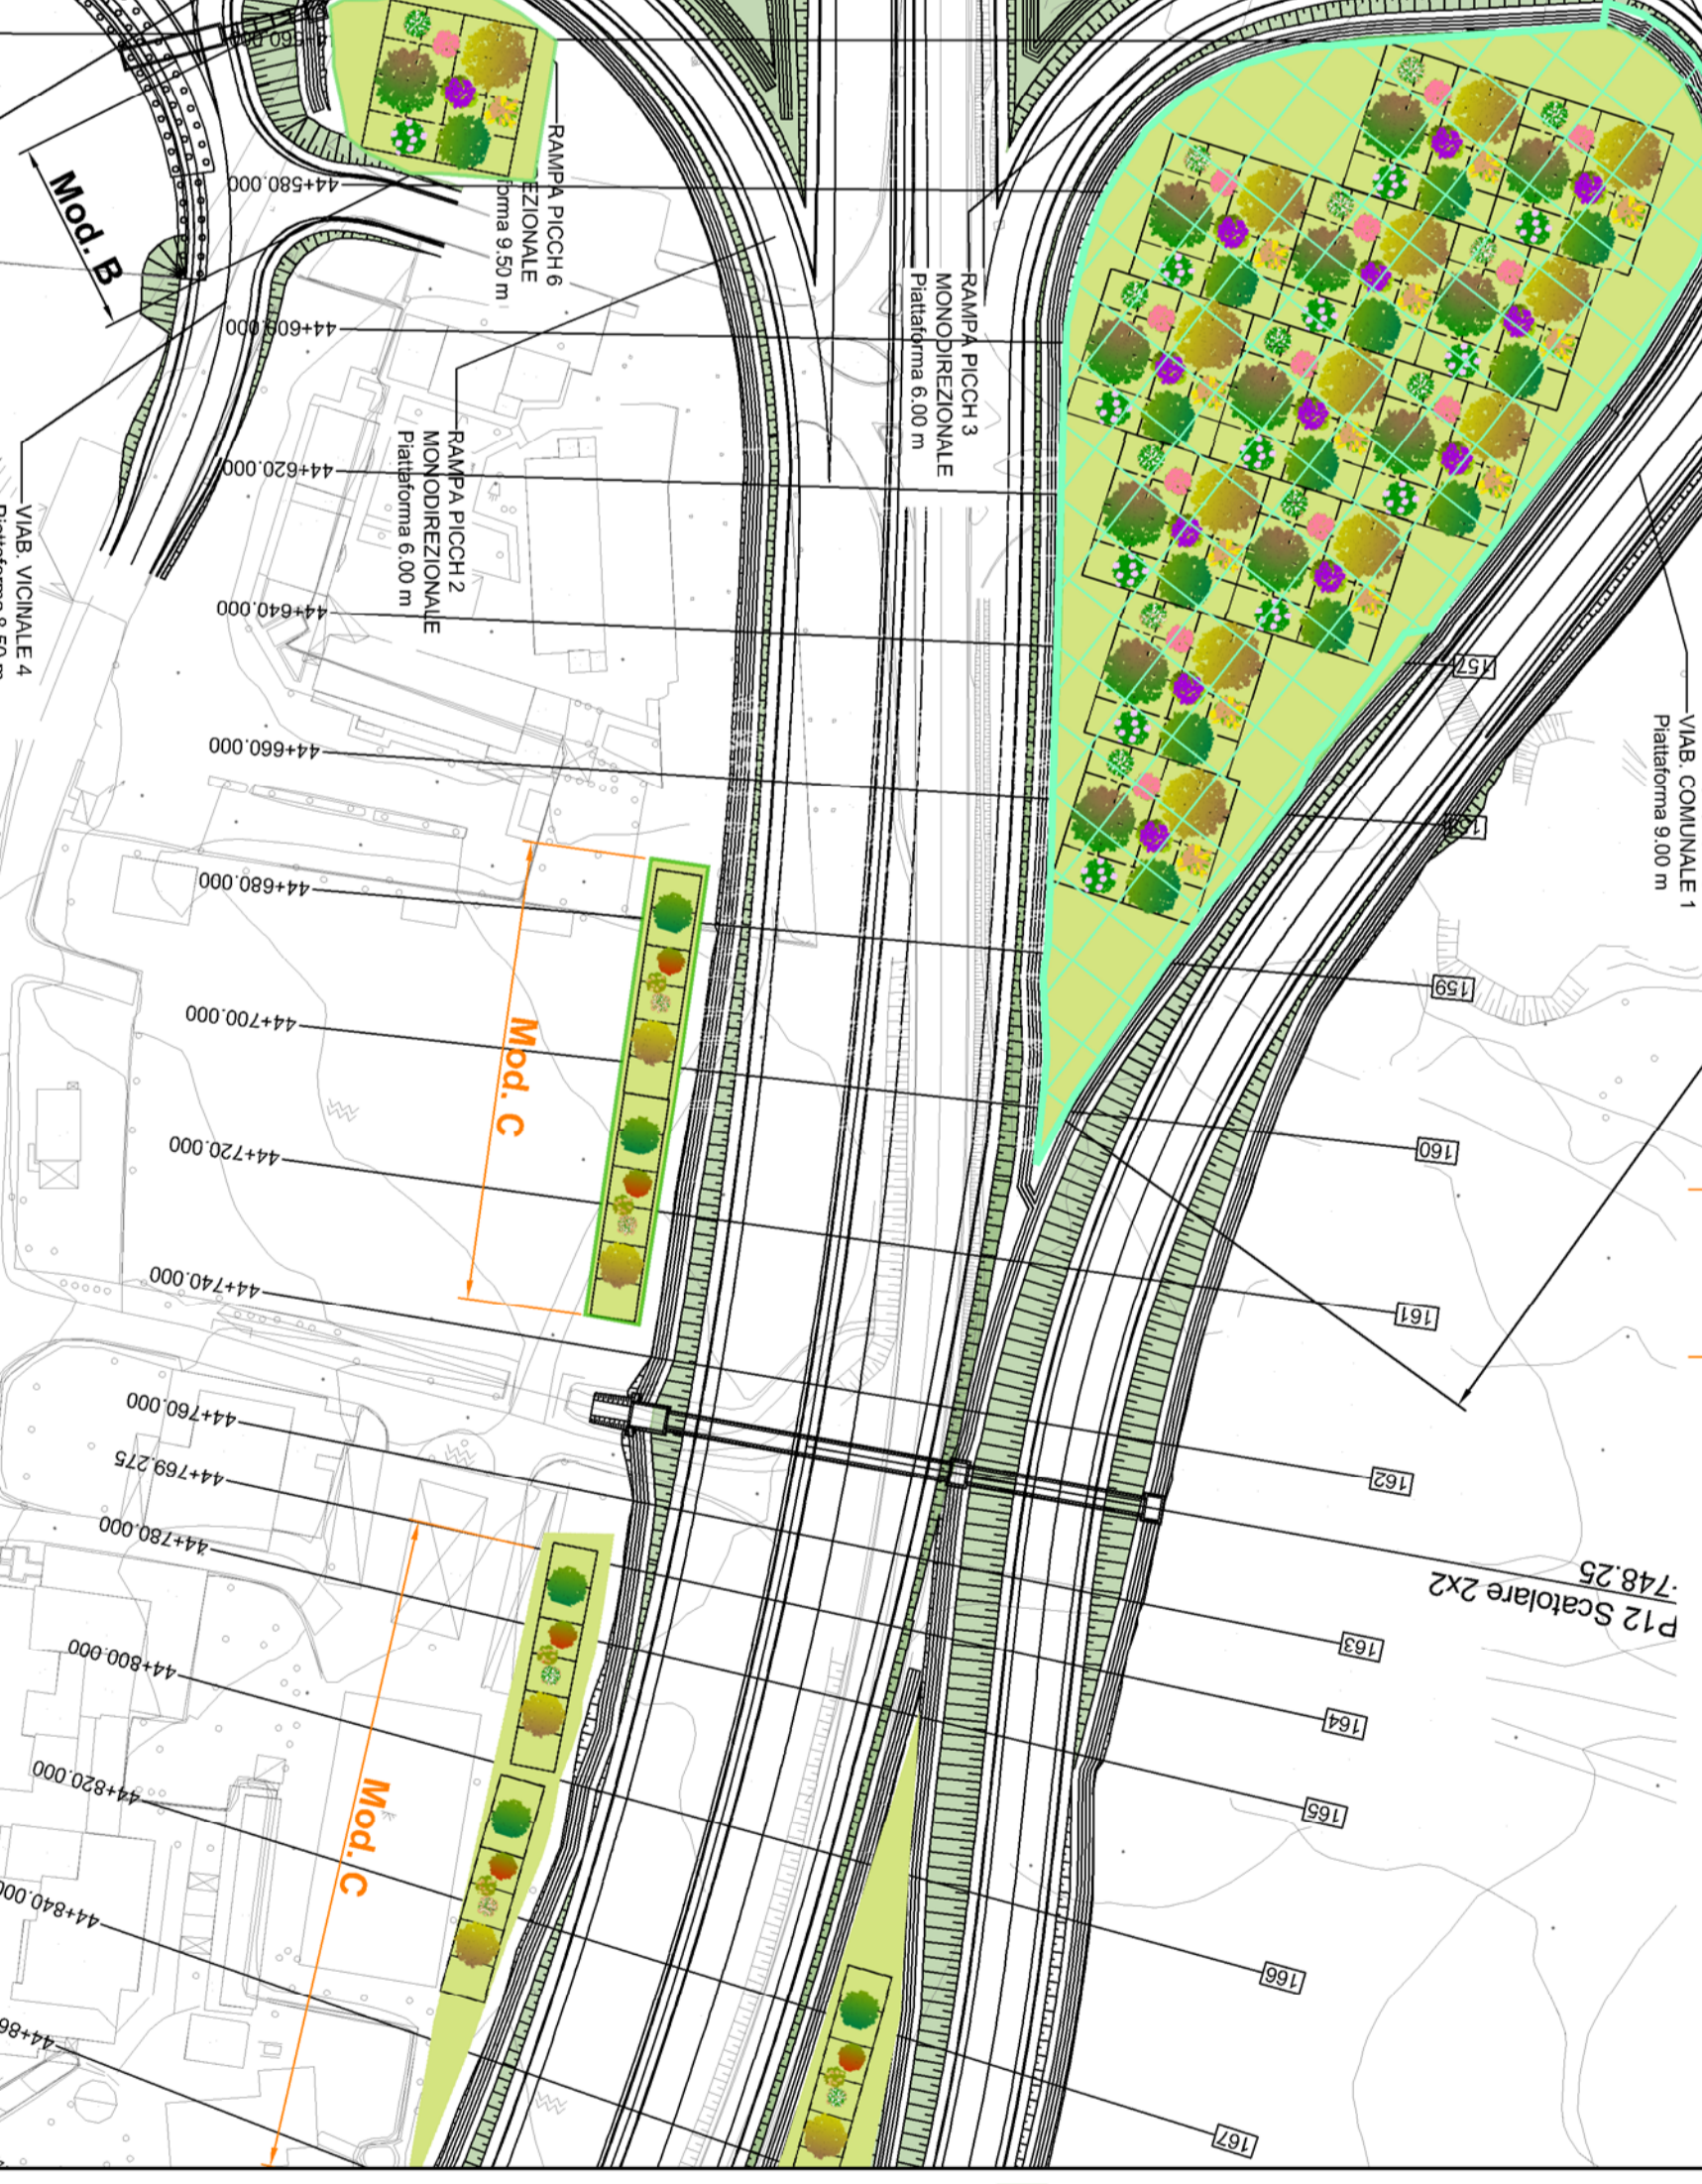 44+580.000
44+600.000
44+620.000
44+640.000
44+660.000
44+680.000
44+700.000
44+720.000
44+740.000
44+760.000
44+769.275
44+780.000
44+800.000
44+820.000
44+840.000
Mod. B
RAMPA PICCH 6
Piattaforma 6.00 m
RAMPA PICCH 3
MONODIREZIONALE
Piattaforma 6.00 m
RAMPA PICCH 2
MONODIREZIONALE
VIAB. VICINALE 4
VIAB. COMUNALE 1
Piattaforma 9.00 m
Mod. C
Mod. C
157
159
160
161
162
163
164
165
166
167
P12 Scatolare 2x2
748.25